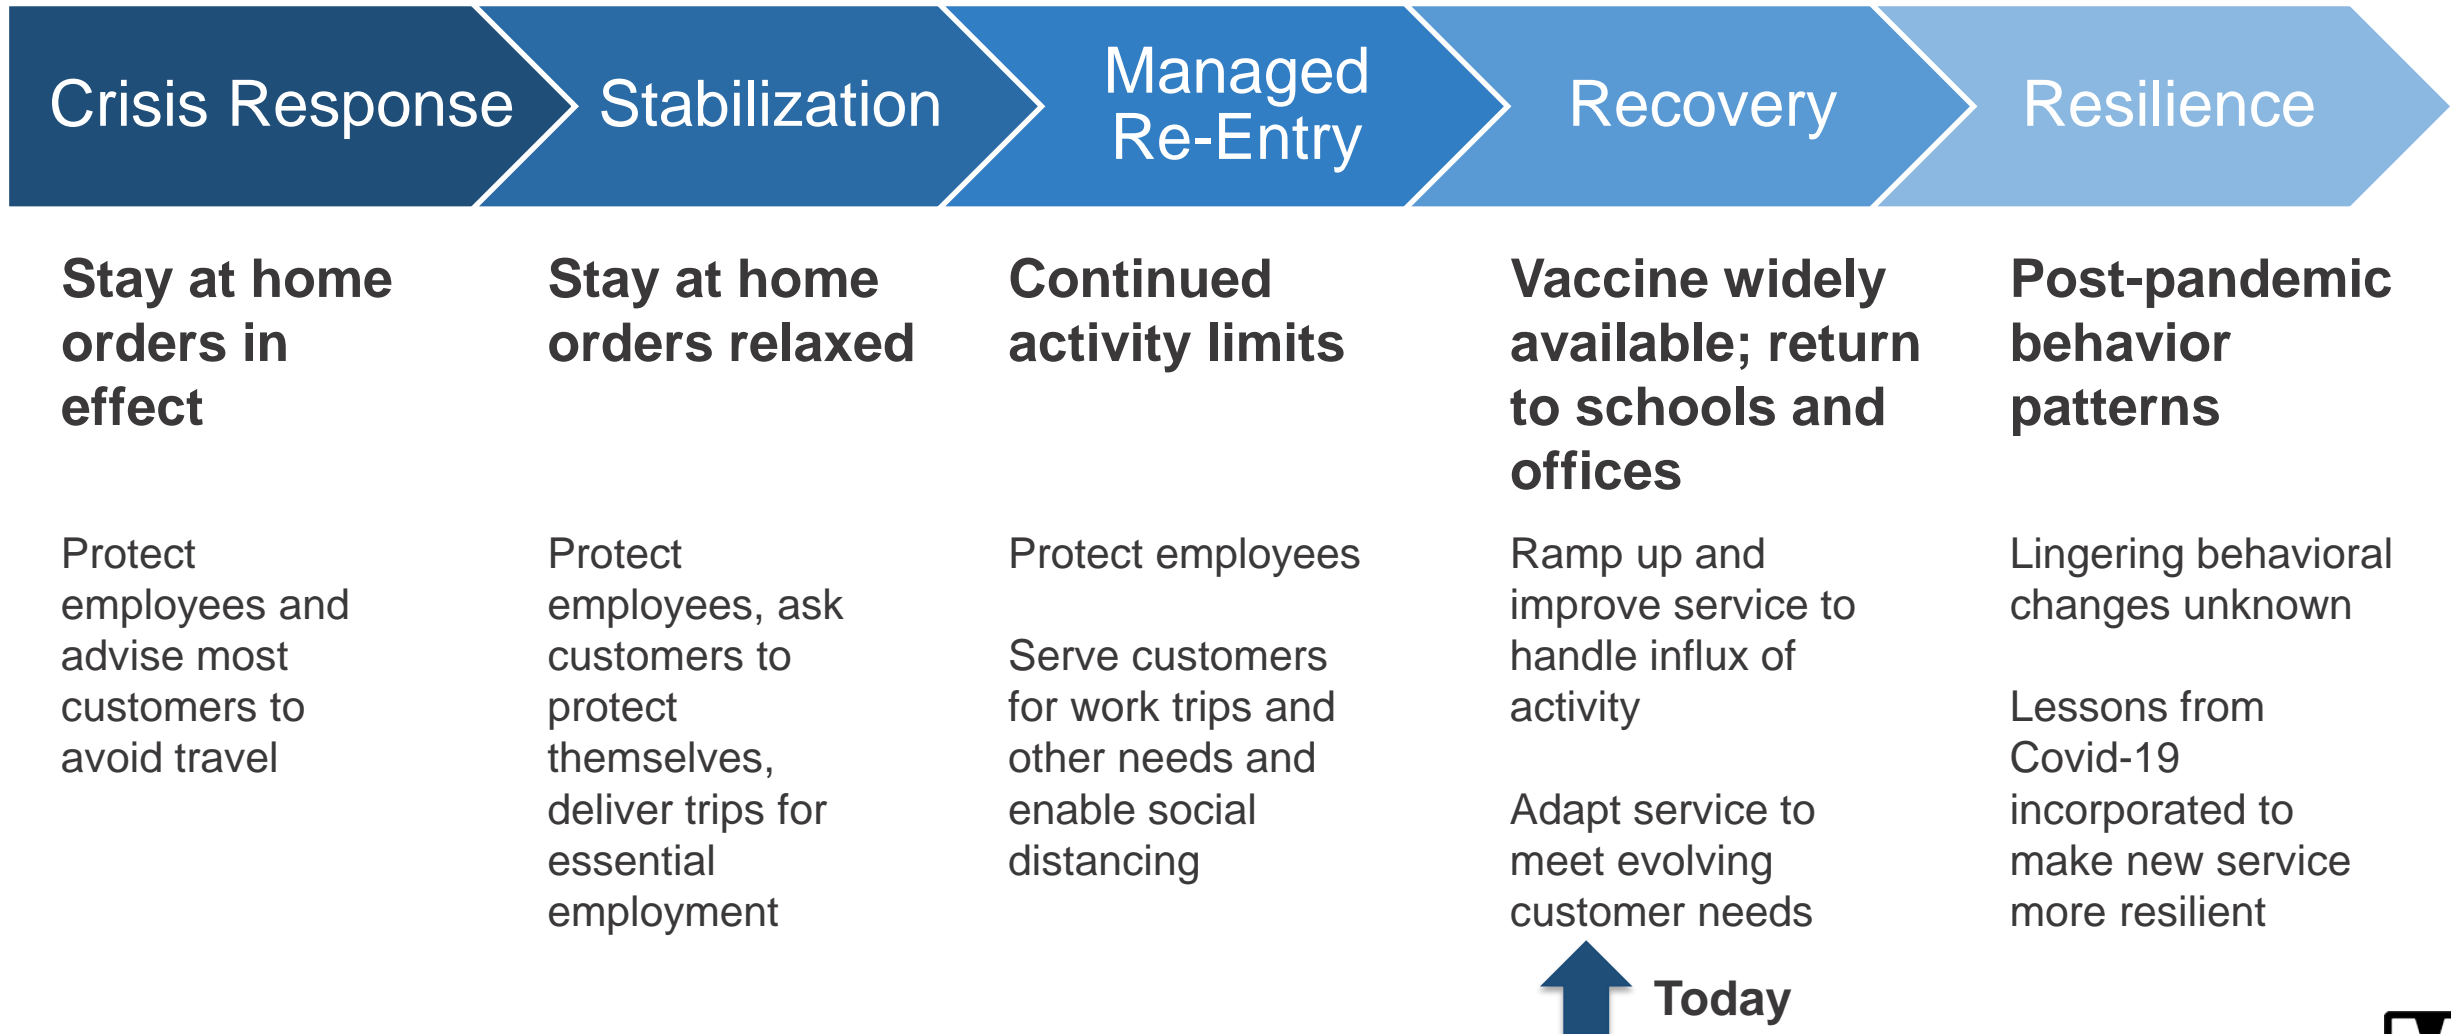 Crisis Response
Stabilization
Managed
Re-Entry
Recovery
Resilience
Stay at home
orders in
effect
Stay at home
orders relaxed
Continued
activity limits
Vaccine widely
available; return
to schools and
offices
Post-pandemic
behavior
patterns
Protect
employees and
advise most
customers to
avoid travel
Protect
employees, ask
customers to
protect
themselves,
deliver trips for
essential
employment
Protect employees
Serve customers
for work trips and
other needs and
enable social
distancing
Ramp up and
improve service to
handle influx of
activity
Adapt service to
meet evolving
customer needs
Lingering behavioral
changes unknown
Lessons from
Covid-19
incorporated to
make new service
more resilient
Today